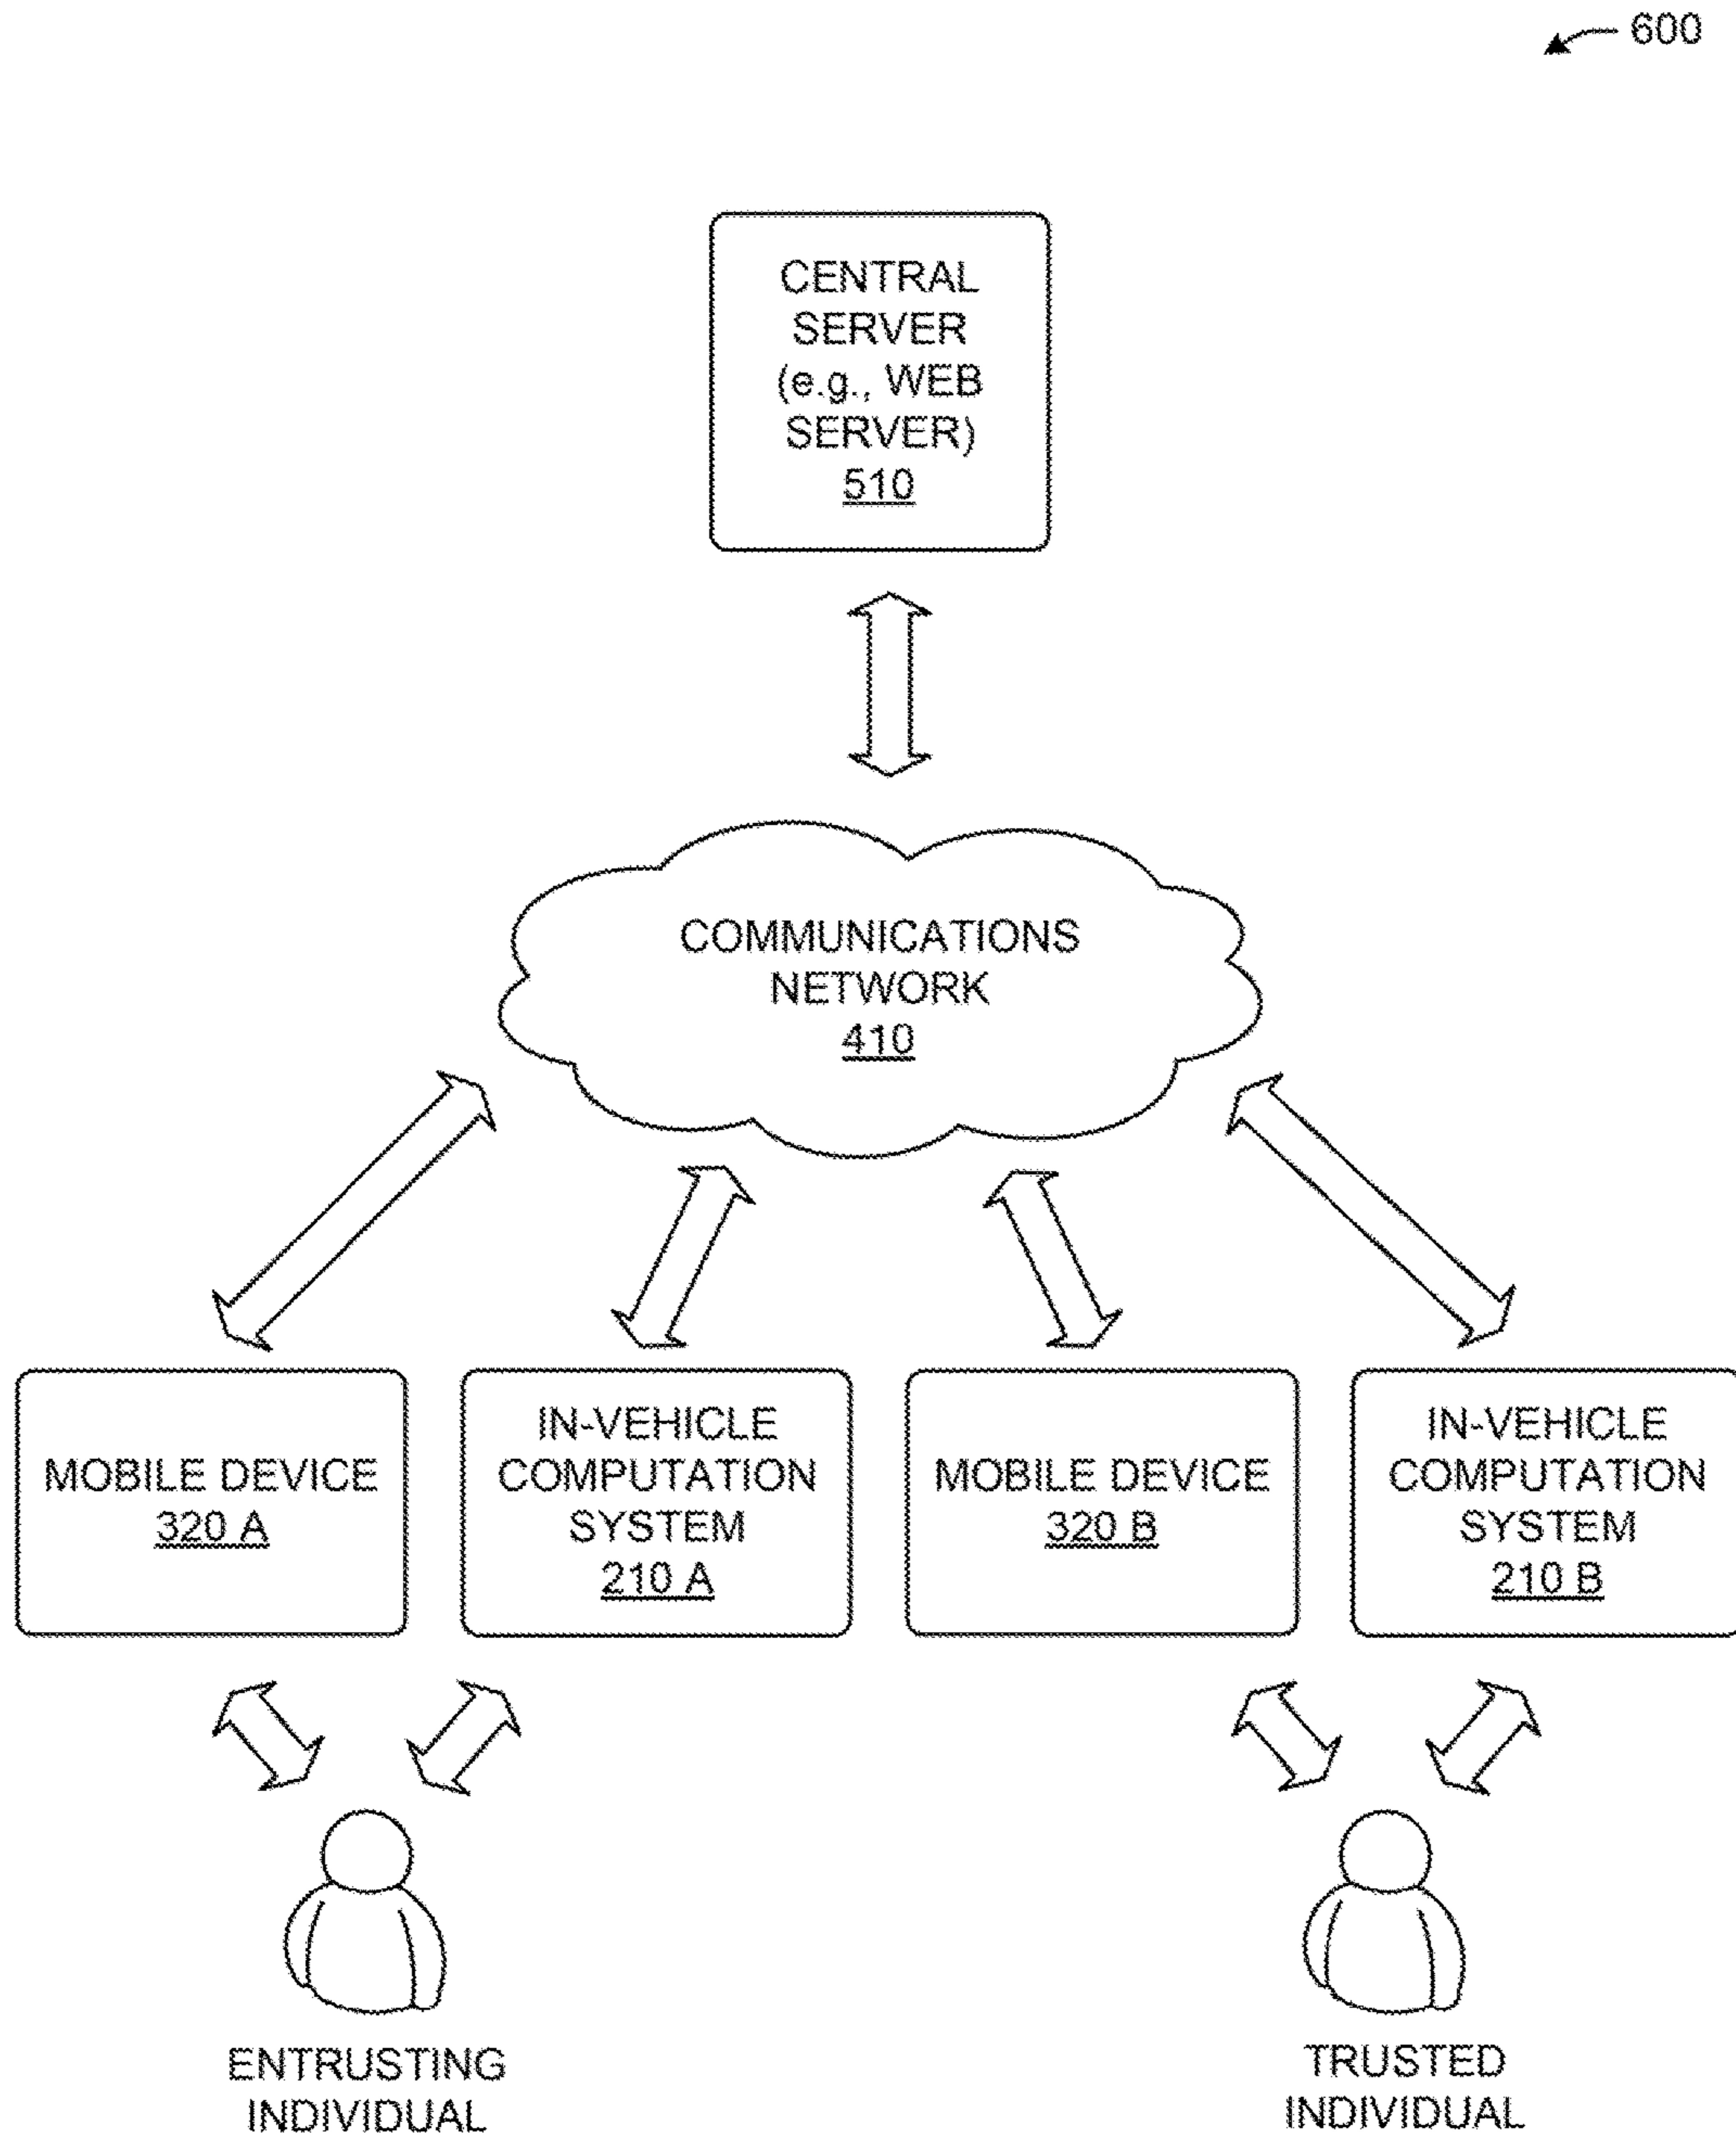 600
CENTRAL
SERVER
(e.g., WEB
SERVER)
510
COMMUNICATIONS
NETWORK
410
MOBILE DEVICE
320 A
IN-VEHICLE
COMPUTATION
SYSTEM
210 A
MOBILE DEVICE
320 B
IN-VEHICLE
COMPUTATION
SYSTEM
210 B
ENTRUSTING
INDIVIDUAL
TRUSTED
INDIVIDUAL